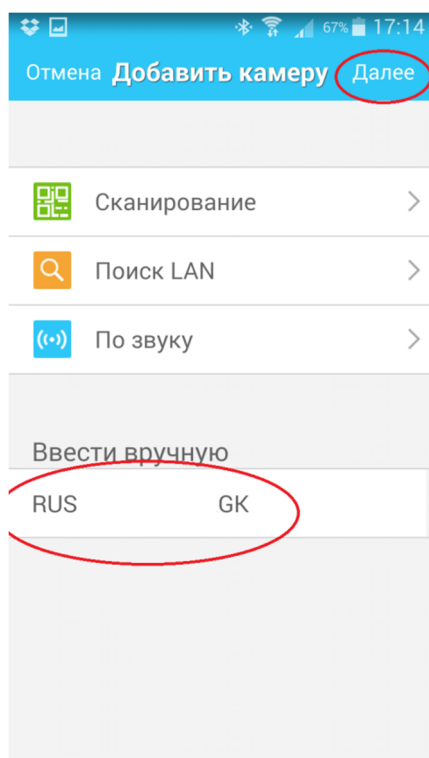 67% 17:14
Отмена Добавить камеру Далее
Сканирование
Поиск LAN
По звуку
Ввести вручную
RUS GK